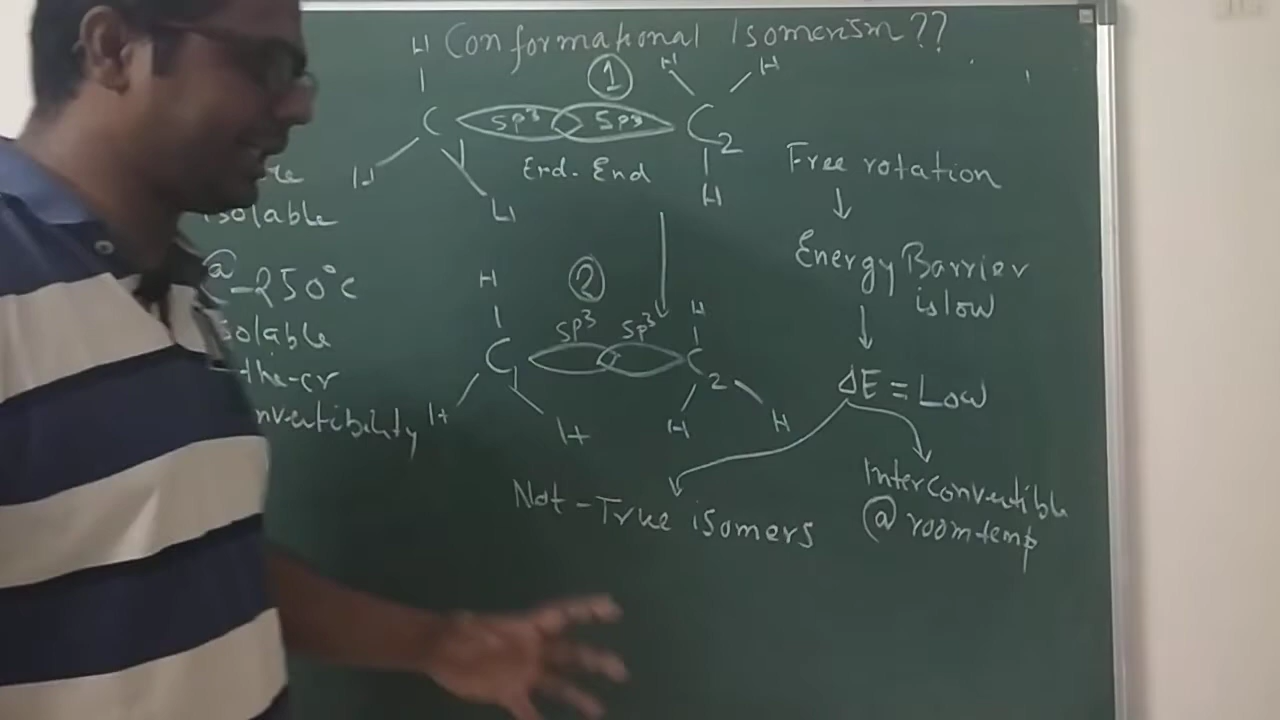 Conformational Isomerism??
H
①
H
H
C
sp³
sp³
C₂
H
End-End
H
H
Free rotation
Energy Barrier
is low
ΔE = Low
Interconvertible
@ room temp
Not-True isomers
H
②
sp³
sp³
H
C₁
C₂
H
H
H
H
isolable
@-250°c
isolable